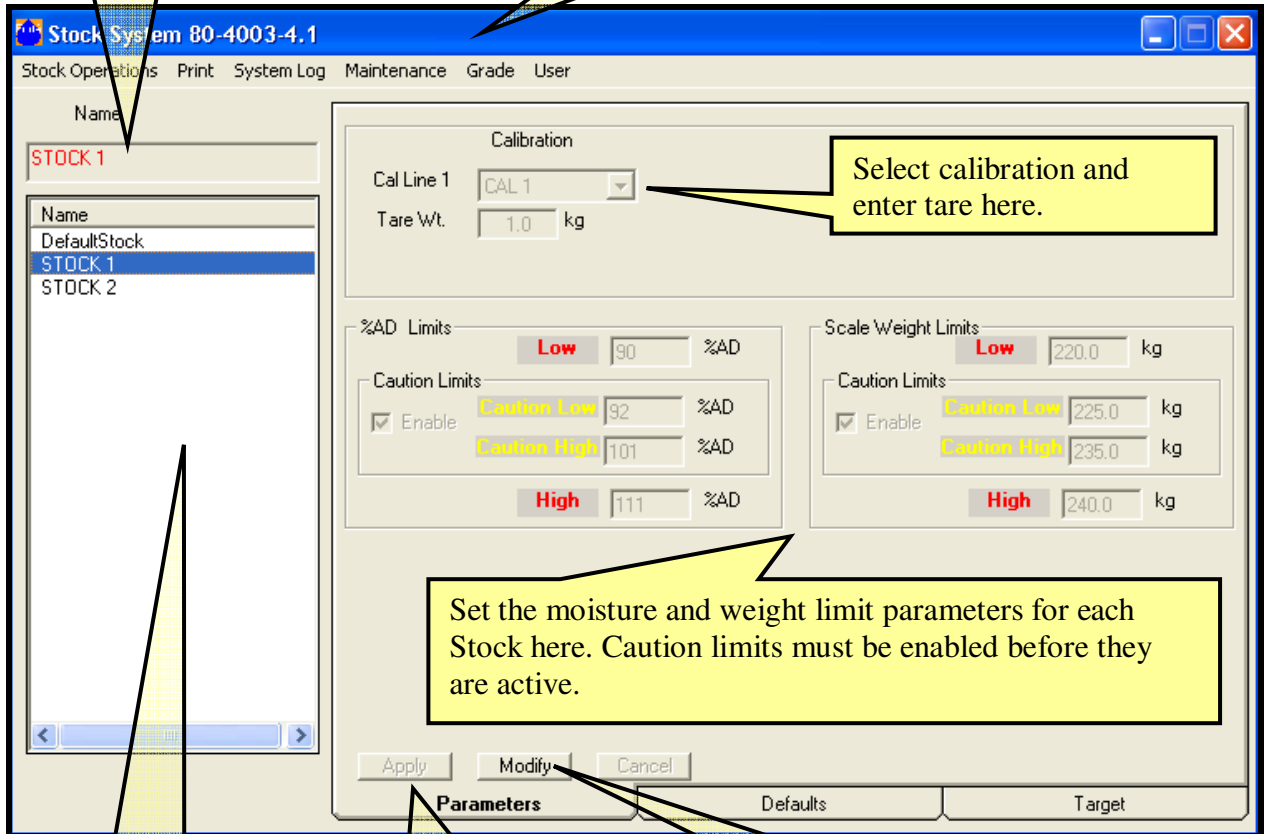 Stock System 80-4003-4.1
Stock Operations Print System Log Maintenance Grade User
Name
STOCK 1
Name
DefaultStock
STOCK 1
STOCK 2
Calibration
Cal Line 1 CAL 1
Tare Wt. 1.0 kg
Select calibration and
enter tare here.
%AD Limits
Low 90 %AD
Caution Limits
Enable
Caution Low 92 %AD
Caution High 101 %AD
High 111 %AD
Scale Weight Limits
Low 220.0 kg
Caution Limits
Enable
Caution Low 225.0 kg
Caution High 235.0 kg
High 240.0 kg
Set the moisture and weight limit parameters for each
Stock here. Caution limits must be enabled before they
are active.
Apply Modify Cancel
Parameters Defaults Target